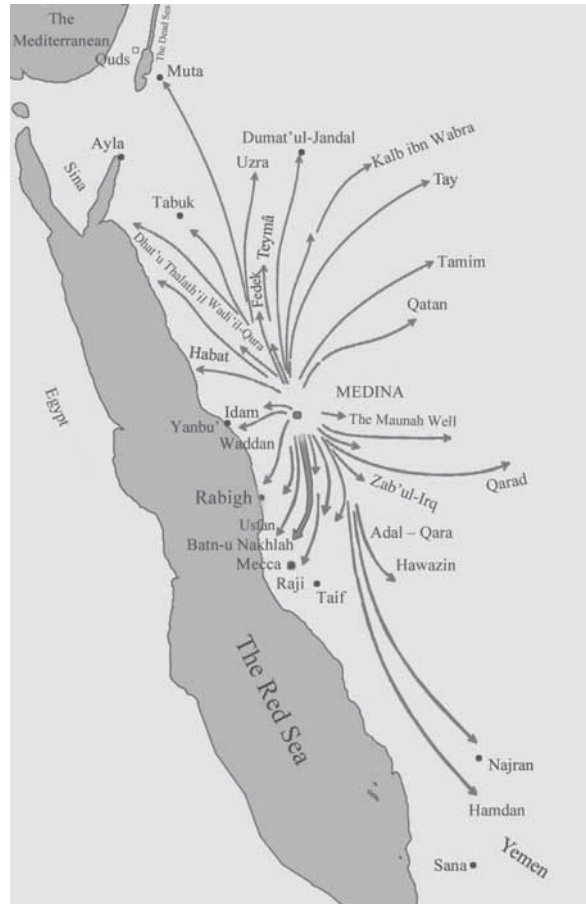 The
Mediterranean
The Dead Sea
Quds
Muta
Dumat'ul-Jandal
Kalb ibn Wabra
Uzra
Ayla
Sina
Tay
Tabuk
Teymâ
Fedek
Dhat'u Thalath'il Wadi'il-Qura
Tamim
Qatan
Habat
Egypt
MEDINA
Idam
The Maunah Well
Yanbu'
Waddan
Zab'ul-Irq
Qarad
Rabigh
Usfan
Batn-u Nakhlah
Adal – Qara
Mecca
Hawazin
Raji
Taif
The Red Sea
Najran
Hamdan
Yemen
Sana